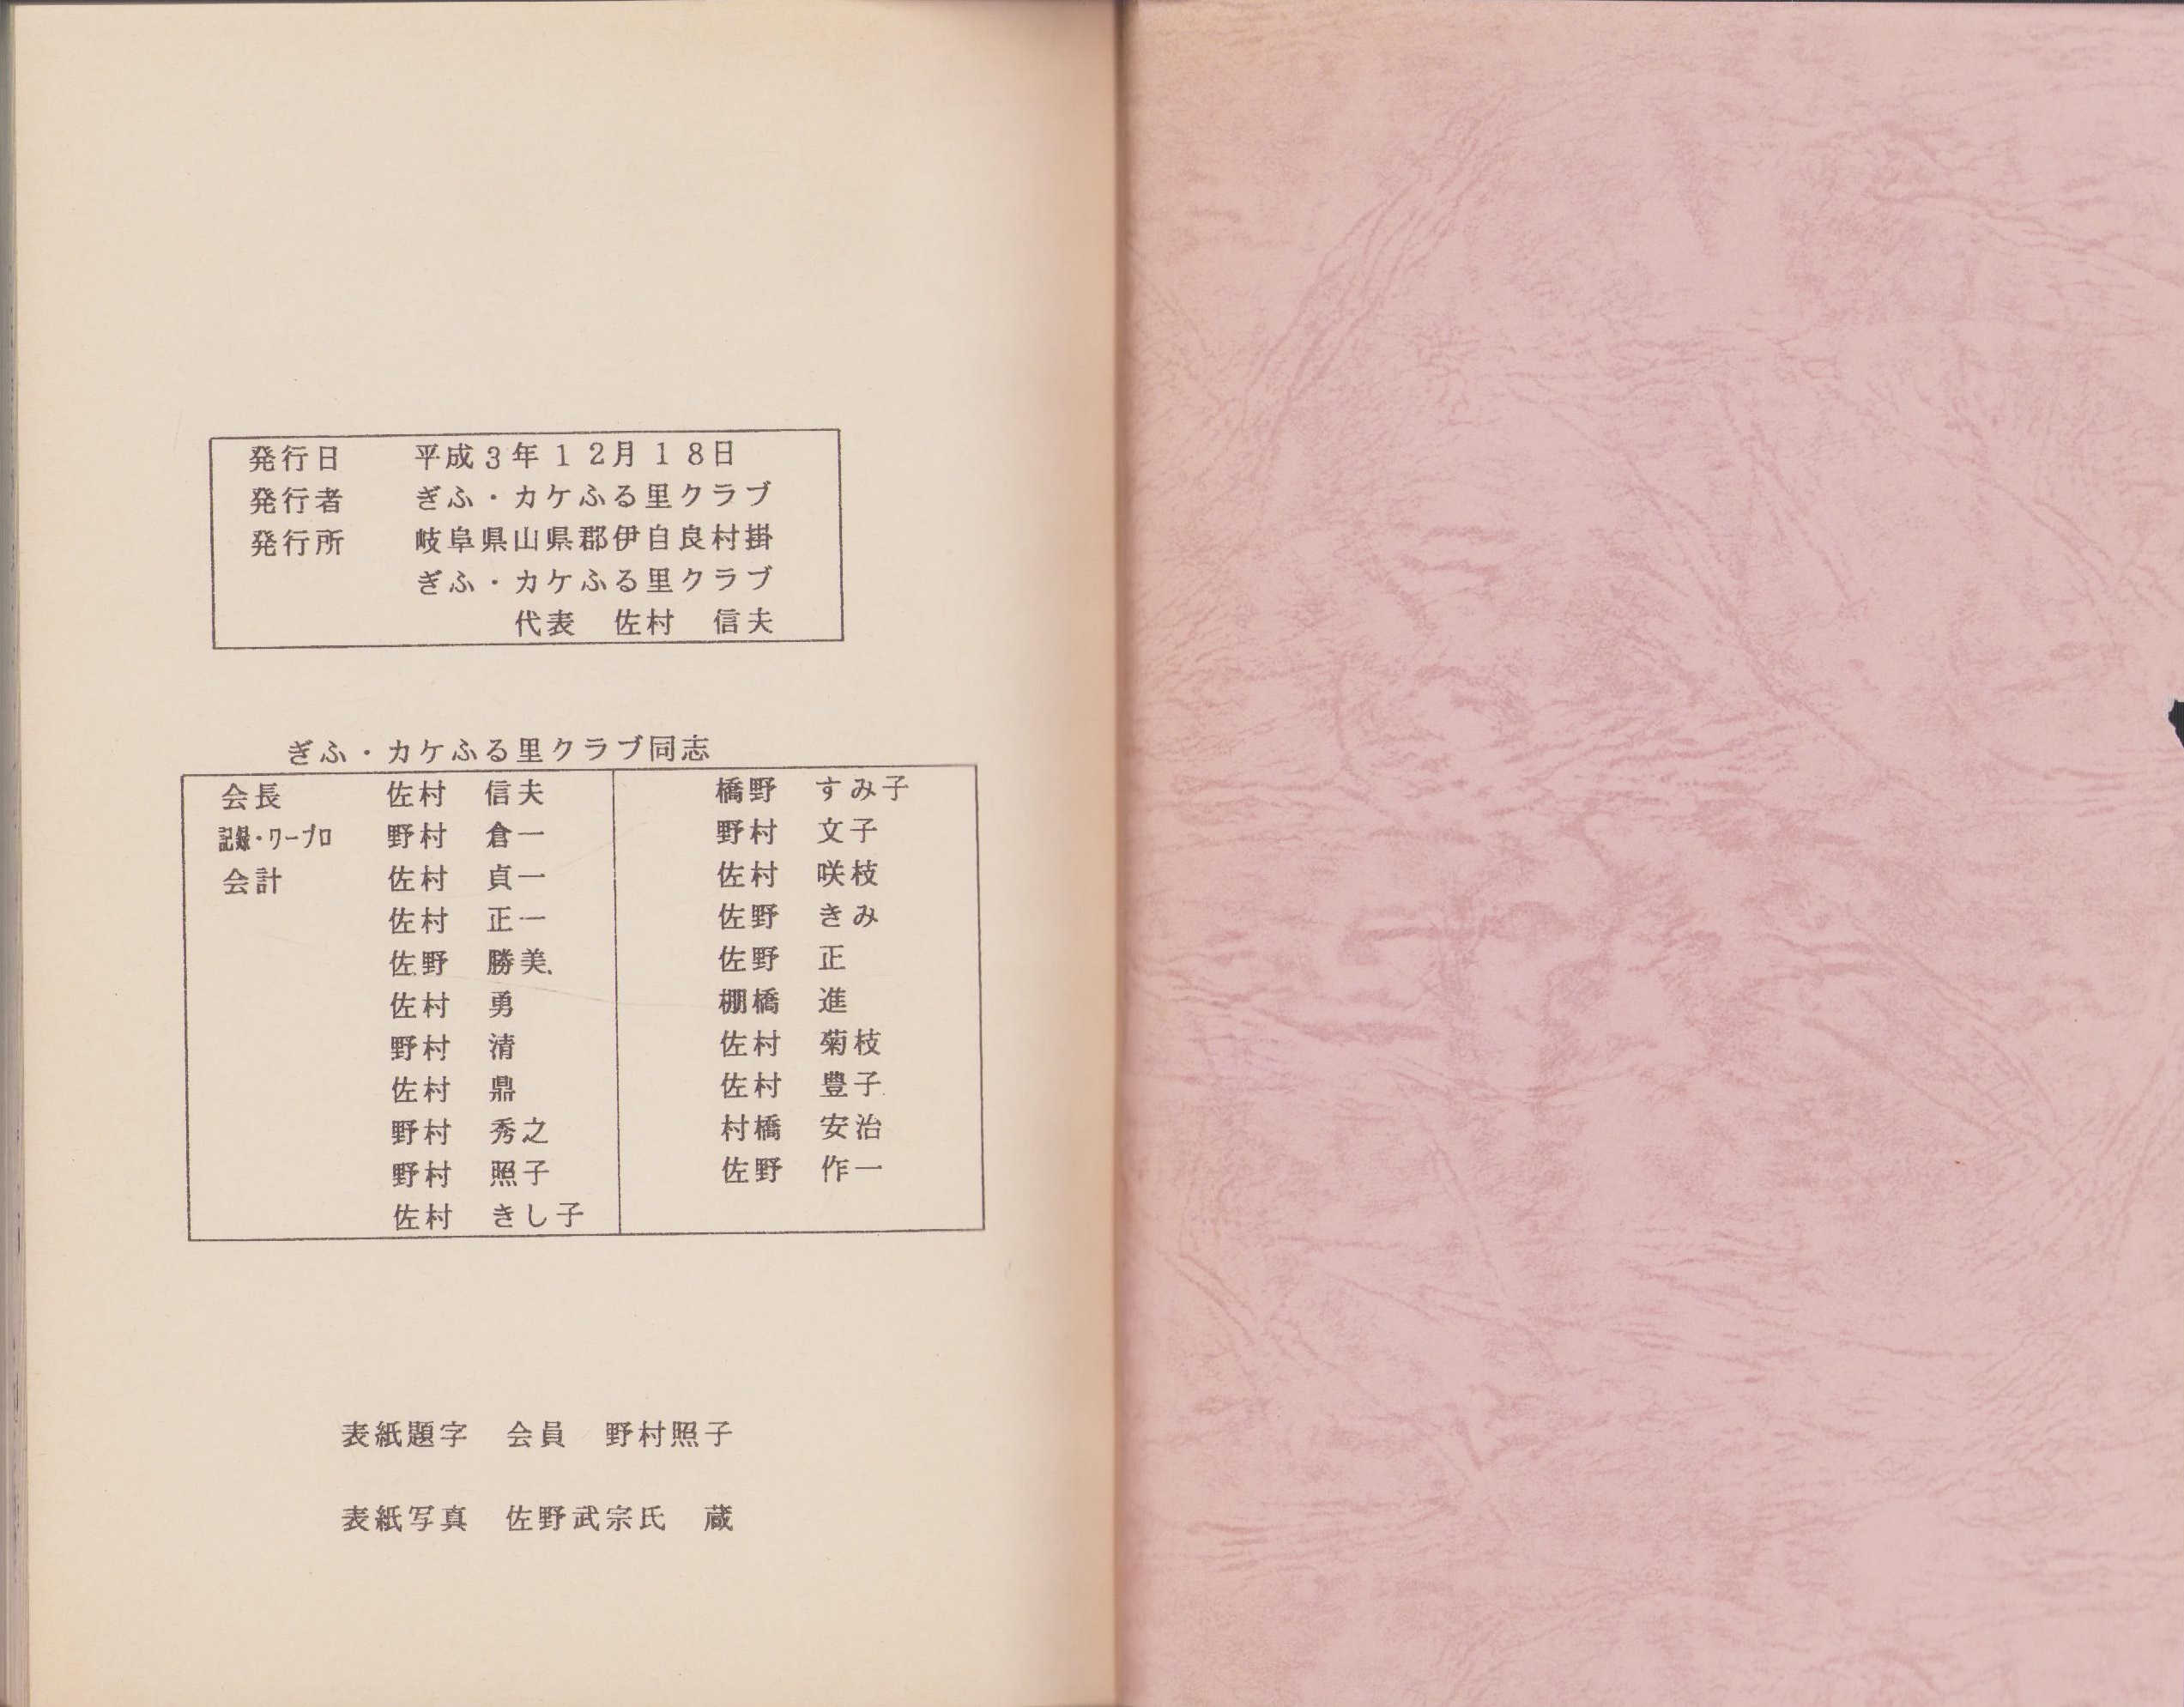 発行日　　平成3年12月18日
発行者　　ぎふ・カケふる里クラブ
発行所　　岐阜県山県郡伊自良村掛
ぎふ・カケふる里クラブ
代表　佐村　信夫
ぎふ・カケふる里クラブ同志
会長　　佐村　信夫
記録・ワープロ　　野村　倉一
会計　　佐村　貞一
佐村　正一
佐野　勝美
佐村　勇
野村　清
佐村　鼎
野村　秀之
野村　照子
佐村　きし子
橋野　すみ子
野村　文子
佐村　咲枝
佐野　きみ
佐野　正
棚橋　進
佐村　菊枝
佐村　豊子
村橋　安治
佐野　作一
表紙題字　会員　野村照子
表紙写真　佐野武宗氏　蔵